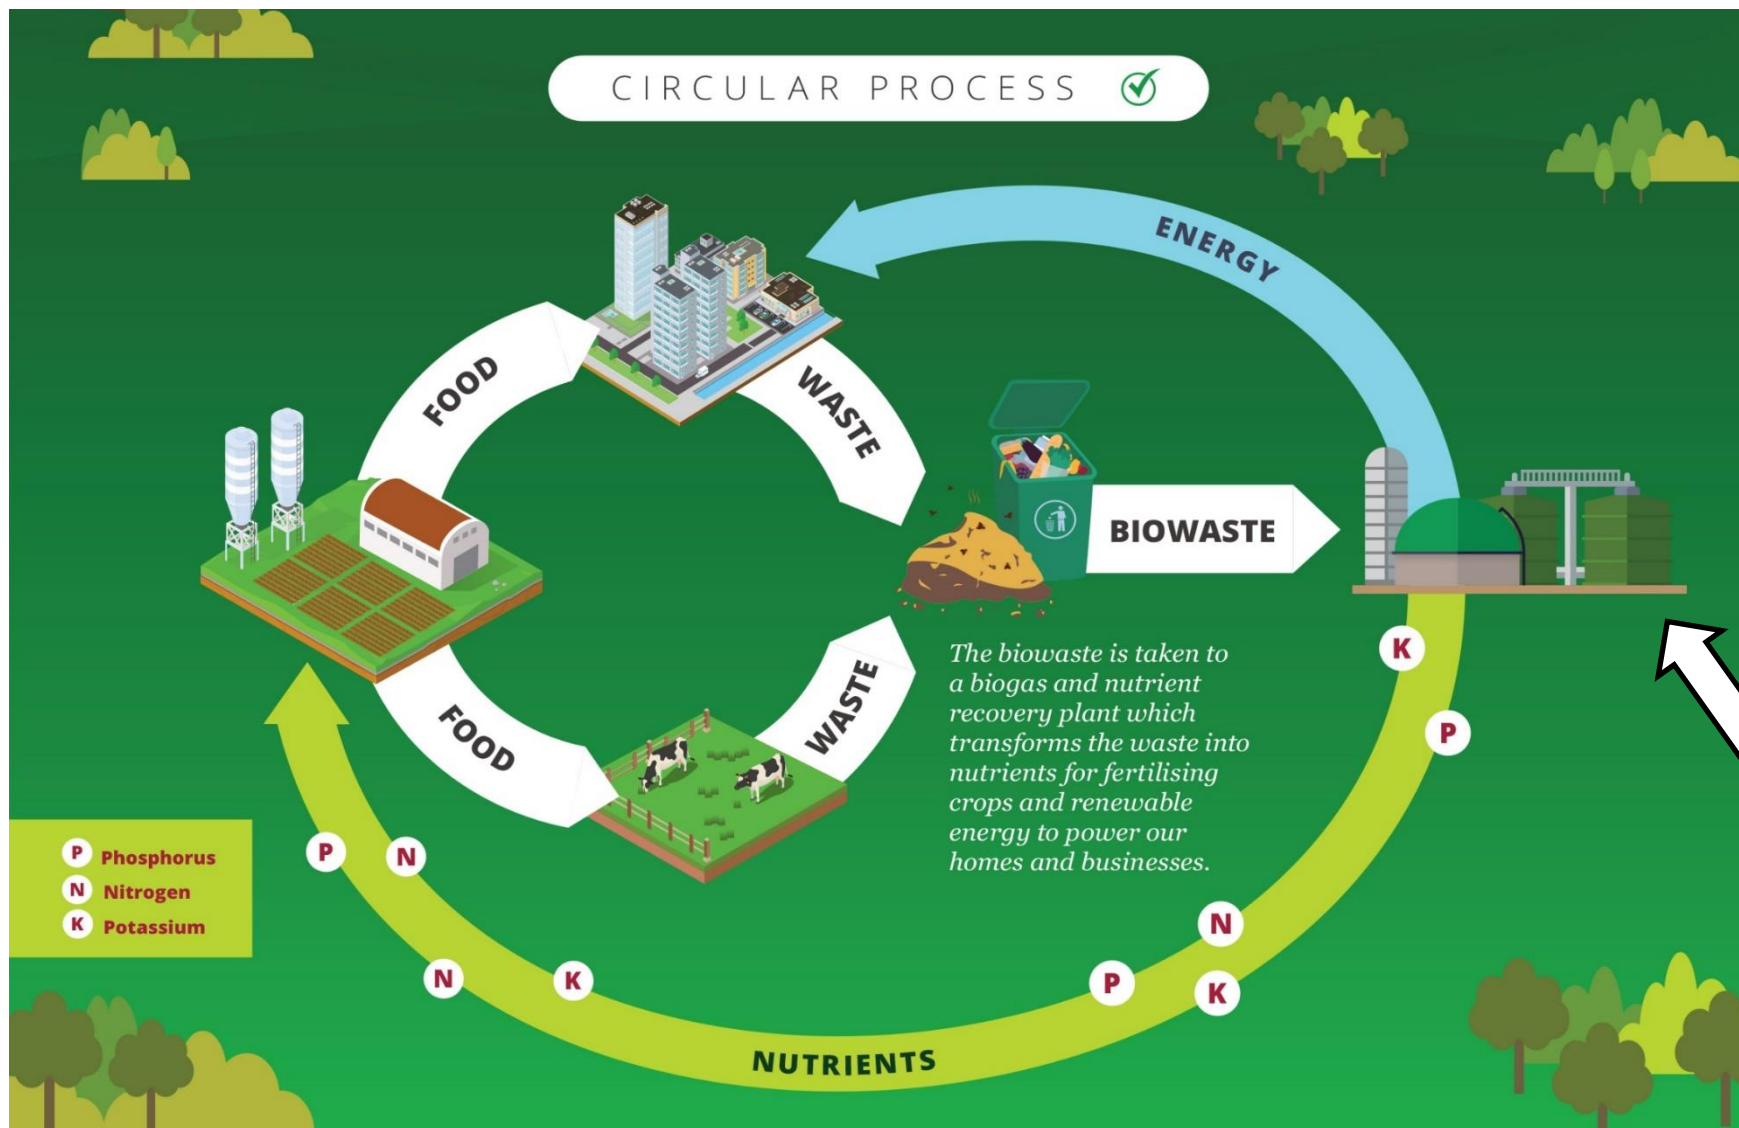 CIRCULAR PROCESS
ENERGY
FOOD
WASTE
BIOWASTE
FOOD
WASTE
The biowaste is taken to
a biogas and nutrient
recovery plant which
transforms the waste into
nutrients for fertilising
crops and renewable
energy to power our
homes and businesses.
K
P
P Phosphorus
N Nitrogen
K Potassium
P
N
N
K
N
P
K
NUTRIENTS